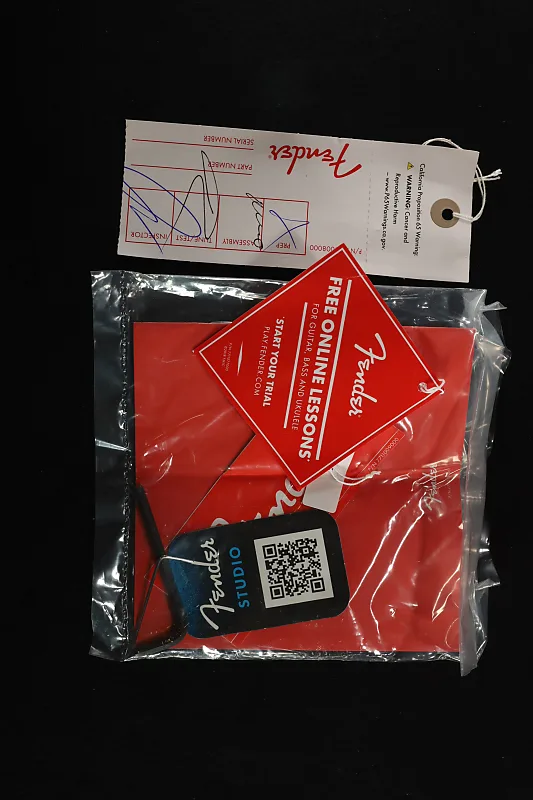 California Proposition 65 Warning:
⚠ WARNING: Cancer and
Reproductive Harm
– www.P65Warnings.ca.gov.
Fender
SERIAL NUMBER
PART NUMBER
PREP
ASSEMBLY
TUNE/TEST
INSPECTOR
Fender
FREE ONLINE LESSONS*
FOR GUITAR, BASS AND UKULELE
*START YOUR TRIAL
PLAY.FENDER.COM
Fender
STUDIO